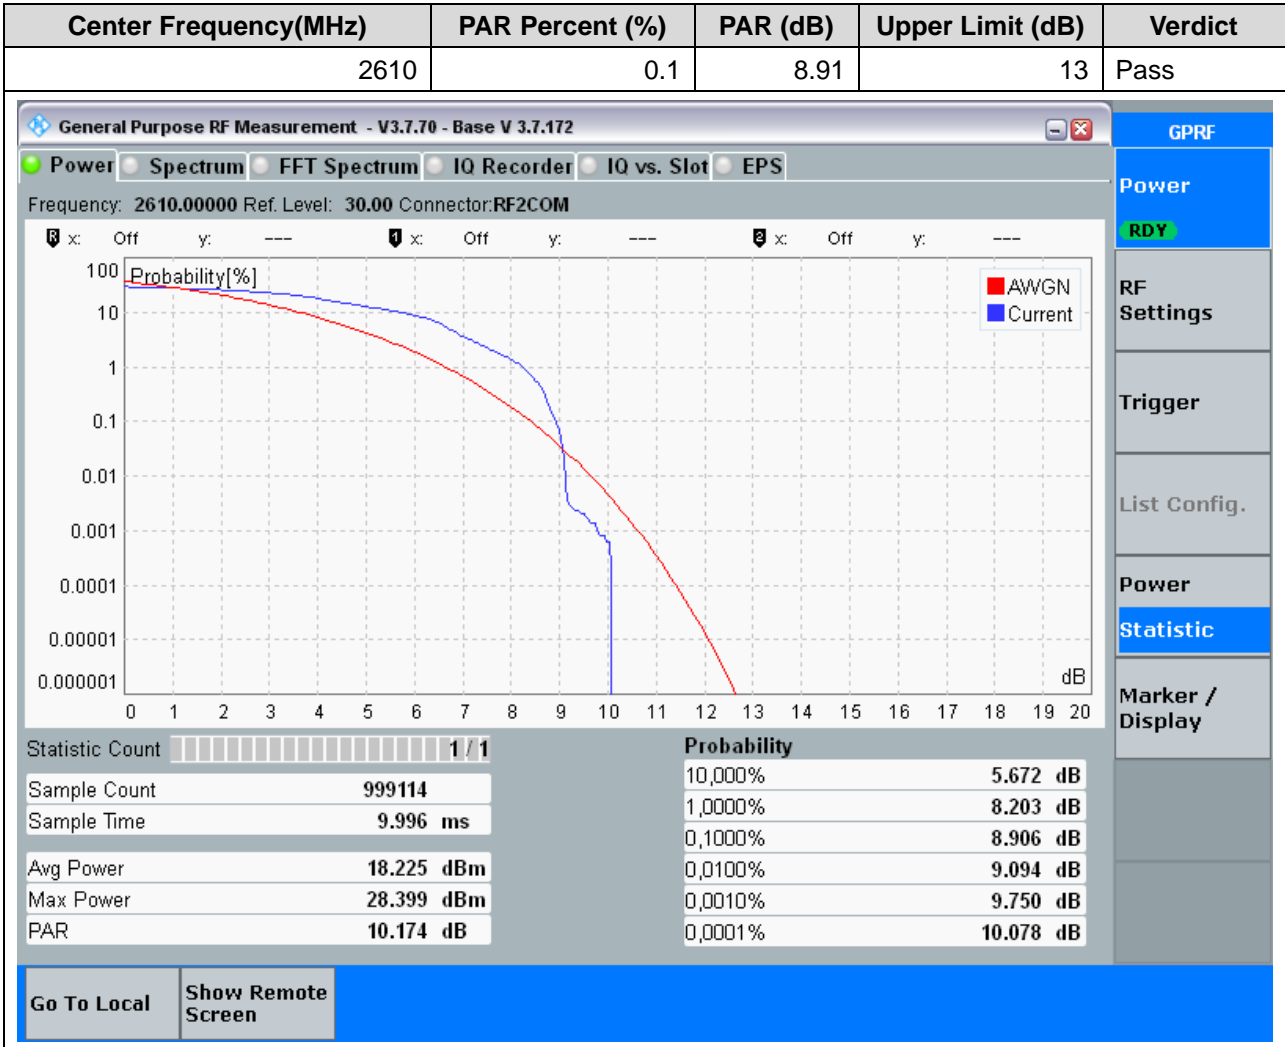 Center Frequency(MHz) PAR Percent (%) PAR (dB) Upper Limit (dB) Verdict
2610 0.1 8.91 13 Pass
General Purpose RF Measurement - V3.7.70 - Base V 3.7.172
GPRF
Power Spectrum FFT Spectrum IQ Recorder IQ vs. Slot EPS
Power
RDY
Frequency: 2610.00000 Ref. Level: 30.00 Connector:RF2COM
R x: Off y: --- 1 x: Off y: --- 2 x: Off y: ---
Probability[%]
AWGN
Current
100
10
1
0.1
0.01
0.001
0.0001
0.00001
0.000001
dB
0 1 2 3 4 5 6 7 8 9 10 11 12 13 14 15 16 17 18 19 20
RF
Settings
Trigger
List Config.
Power
Statistic
Marker /
Display
Statistic Count 1 / 1
Sample Count 999114
Sample Time 9.996 ms
Avg Power 18.225 dBm
Max Power 28.399 dBm
PAR 10.174 dB
Probability
10,000% 5.672 dB
1,0000% 8.203 dB
0,1000% 8.906 dB
0,0100% 9.094 dB
0,0010% 9.750 dB
0,0001% 10.078 dB
Go To Local
Show Remote
Screen